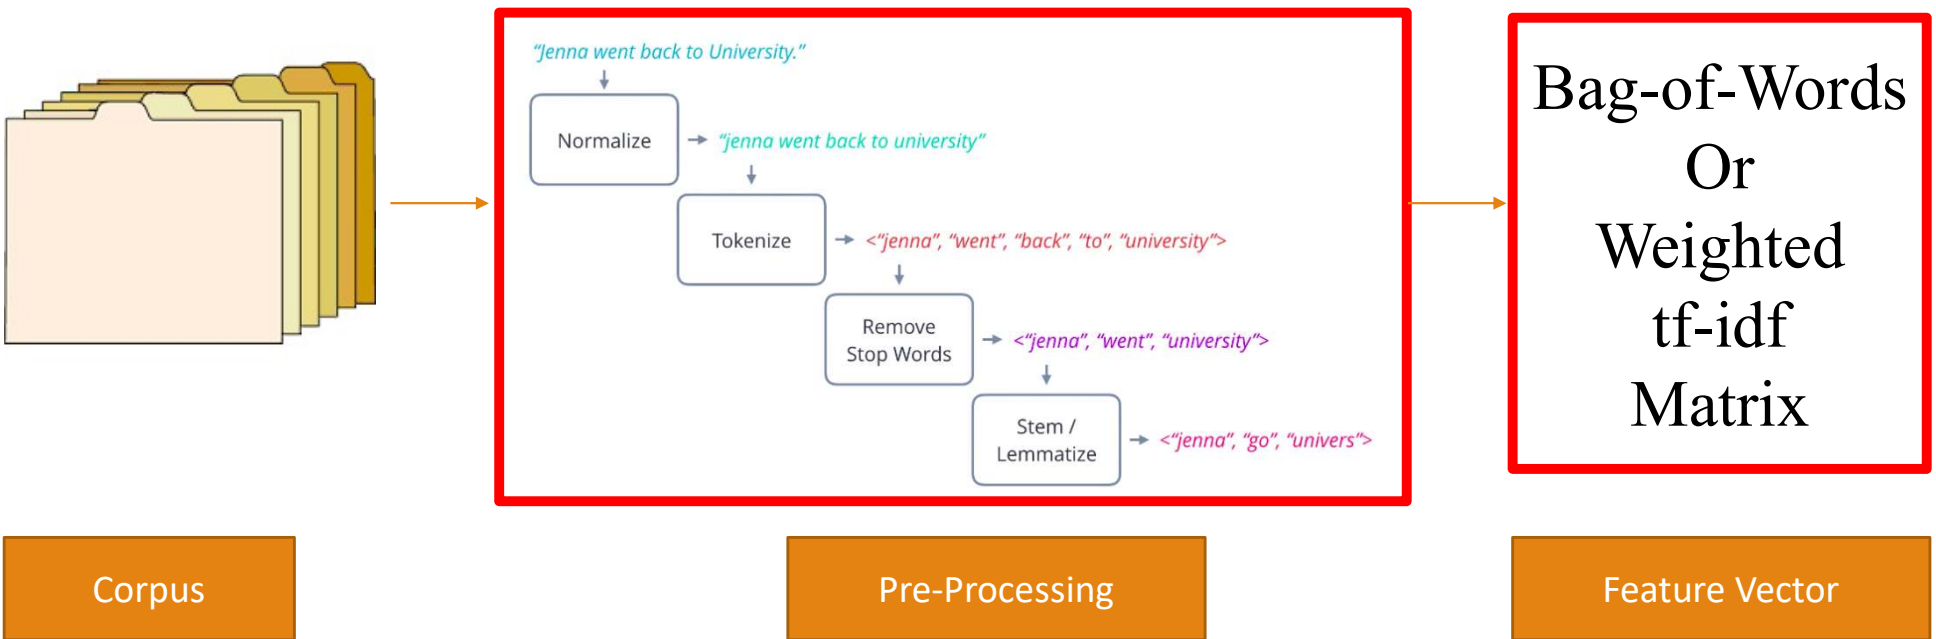 “Jenna went back to University.”
Normalize
“jenna went back to university”
Tokenize
<“jenna”, “went”, “back”, “to”, “university”>
Remove
Stop Words
<“jenna”, “went”, “university”>
Stem /
Lemmatize
<“jenna”, “go”, “univers”>
Bag-of-Words
Or
Weighted
tf-idf
Matrix
Corpus
Pre-Processing
Feature Vector